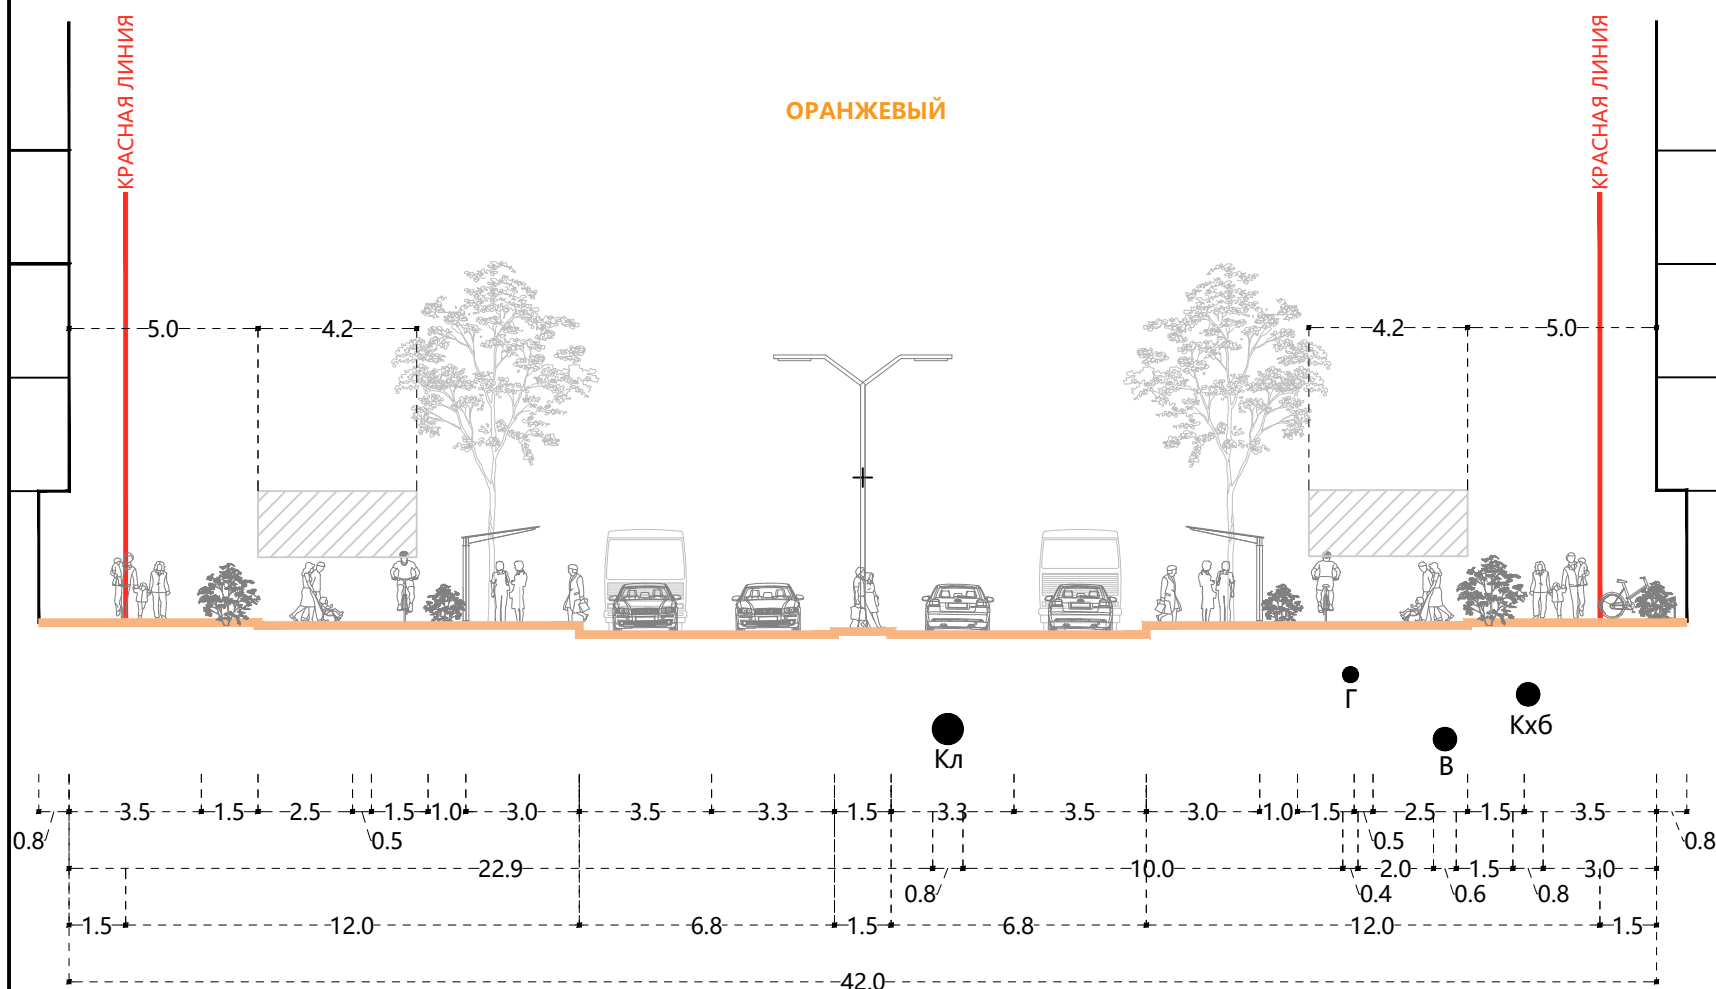 КРАСНАЯ ЛИНИЯ
КРАСНАЯ ЛИНИЯ
ОРАНЖЕВЫЙ
5.0 4.2 4.2 5.0
Г
Кхб
Кл
В
3.5 1.5 2.5 1.5 1.0 3.0 3.5 3.3 1.5 3.3 3.5 3.0 1.0 1.5 2.5 1.5 3.5
0.8 0.5 0.5 0.8
22.9 10.0 2.0 1.5 3.0
0.8 0.4 0.6 0.8
1.5 12.0 6.8 1.5 6.8 12.0 1.5
42.0